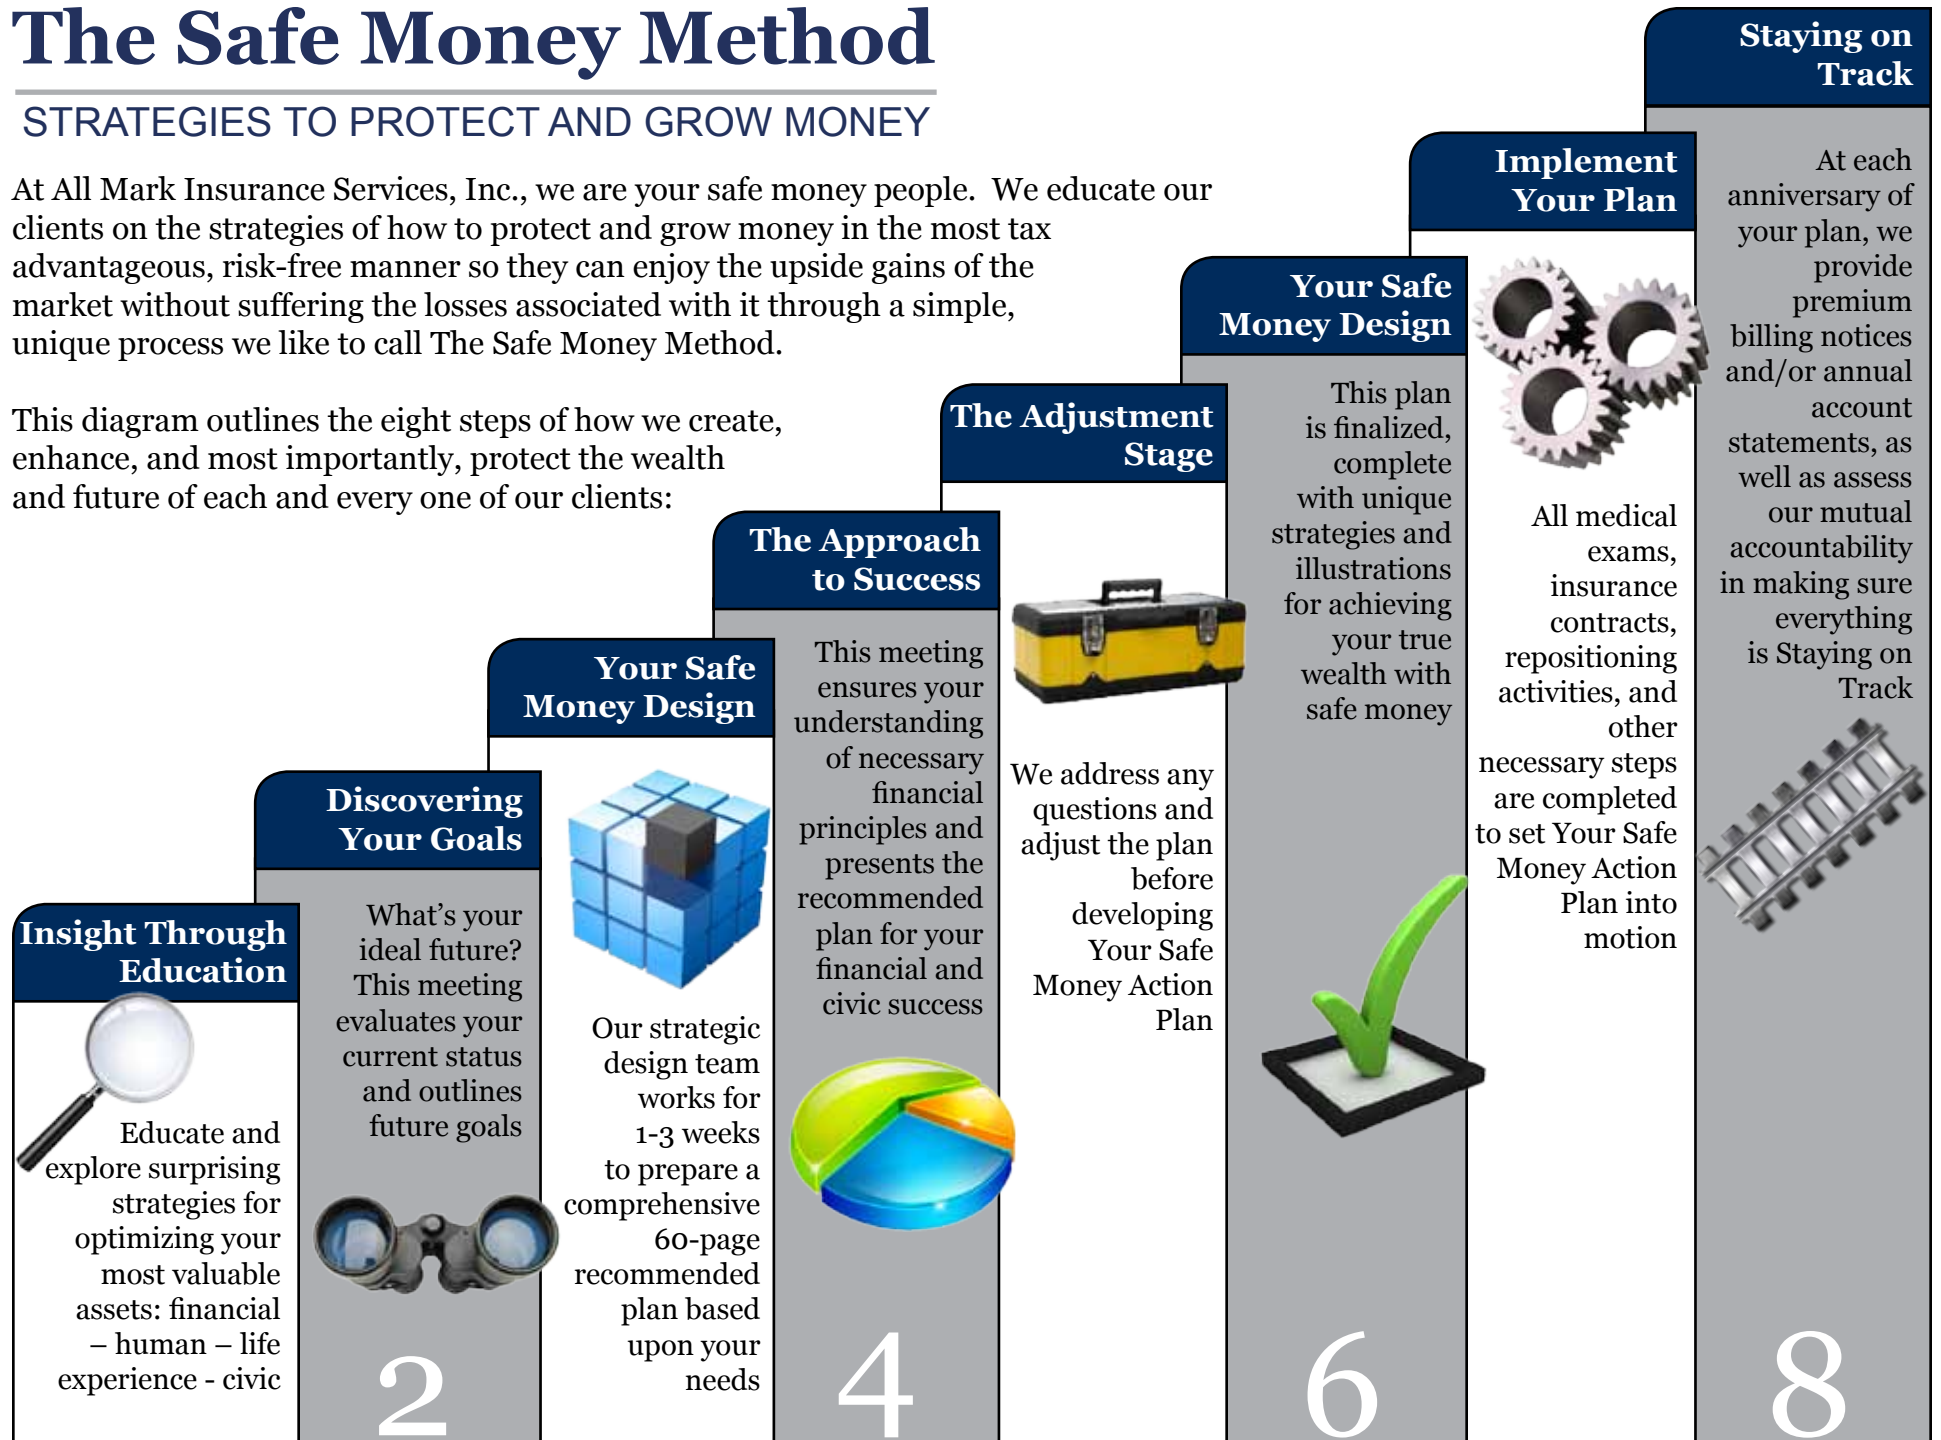 The Safe Money Method
STRATEGIES TO PROTECT AND GROW MONEY
At All Mark Insurance Services, Inc., we are your safe money people.  We educate our
clients on the strategies of how to protect and grow money in the most tax
advantageous, risk-free manner so they can enjoy the upside gains of the
market without suffering the losses associated with it through a simple,
unique process we like to call The Safe Money Method.
This diagram outlines the eight steps of how we create,
enhance, and most importantly, protect the wealth
and future of each and every one of our clients:
Insight Through
Education
Educate and
explore surprising
strategies for
optimizing your
most valuable
assets: financial
– human – life
experience - civic
Discovering
Your Goals
What’s your
ideal future?
This meeting
evaluates your
current status
and outlines
future goals
2
Your Safe
Money Design
Our strategic
design team
works for
1-3 weeks
to prepare a
comprehensive
60-page
recommended
plan based
upon your
needs
The Approach
to Success
This meeting
ensures your
understanding
of necessary
financial
principles and
presents the
recommended
plan for your
financial and
civic success
4
The Adjustment
Stage
We address any
questions and
adjust the plan
before
developing
Your Safe
Money Action
Plan
Your Safe
Money Design
This plan
is finalized,
complete
with unique
strategies and
illustrations
for achieving
your true
wealth with
safe money
6
Implement
Your Plan
All medical
exams,
insurance
contracts,
repositioning
activities, and
other
necessary steps
are completed
to set Your Safe
Money Action
Plan into
motion
Staying on
Track
At each
anniversary of
your plan, we
provide
premium
billing notices
and/or annual
account
statements, as
well as assess
our mutual
accountability
in making sure
everything
is Staying on
Track
8